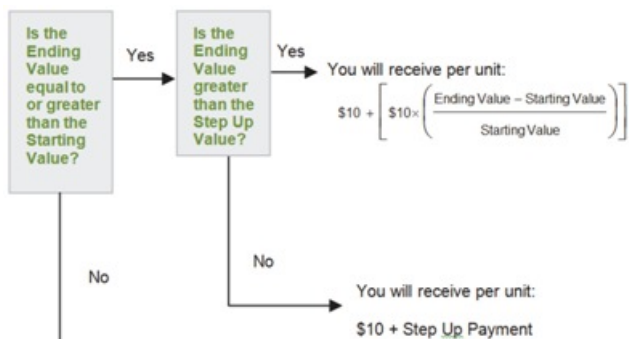 Is the
Ending
Value
equal to
or greater
than the
Starting
Value?
Yes
Is the
Ending
Value
greater
than the
Step Up
Value?
Yes
You will receive per unit:
$10 + [ $10× ( Ending Value – Starting Value
Starting Value ) ]
No
No
You will receive per unit:
$10 + Step Up Payment